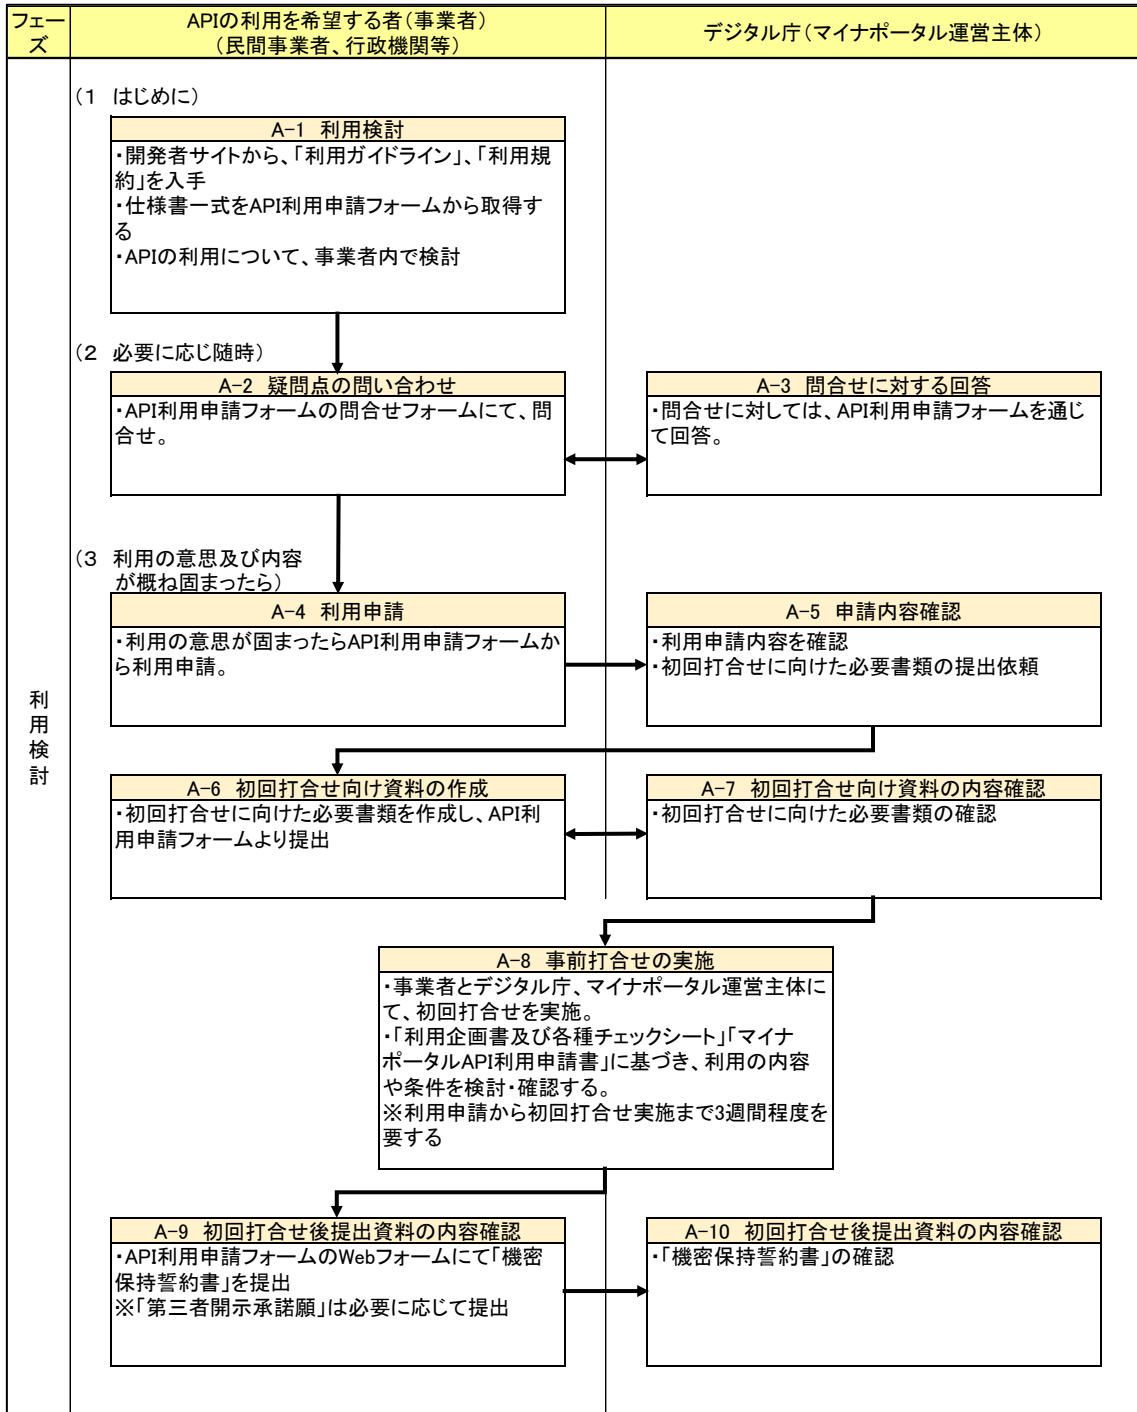 フェーズ
APIの利用を希望する者（事業者）
（民間事業者、行政機関等）
デジタル庁（マイナポータル運営主体）
利用検討
（1　はじめに）
A-1　利用検討
・開発者サイトから、「利用ガイドライン」、「利用規
約」を入手
・仕様書一式をAPI利用申請フォームから取得す
る
・APIの利用について、事業者内で検討
（2　必要に応じ随時）
A-2　疑問点の問い合わせ
・API利用申請フォームの問合せフォームにて、問
合せ。
A-3　問合せに対する回答
・問合せに対しては、API利用申請フォームを通じ
て回答。
（3　利用の意思及び内容
が概ね固まったら）
A-4　利用申請
・利用の意思が固まったらAPI利用申請フォームか
ら利用申請。
A-5　申請内容確認
・利用申請内容を確認
・初回打合せに向けた必要書類の提出依頼
A-6　初回打合せ向け資料の作成
・初回打合せに向けた必要書類を作成し、API利
用申請フォームより提出
A-7　初回打合せ向け資料の内容確認
・初回打合せに向けた必要書類の確認
A-8　事前打合せの実施
・事業者とデジタル庁、マイナポータル運営主体に
て、初回打合せを実施。
・「利用企画書及び各種チェックシート」「マイナ
ポータルAPI利用申請書」に基づき、利用の内容
や条件を検討・確認する。
※利用申請から初回打合せ実施まで3週間程度を
要する
A-9　初回打合せ後提出資料の内容確認
・API利用申請フォームのWebフォームにて「機密
保持誓約書」を提出
※「第三者開示承諾願」は必要に応じて提出
A-10　初回打合せ後提出資料の内容確認
・「機密保持誓約書」の確認